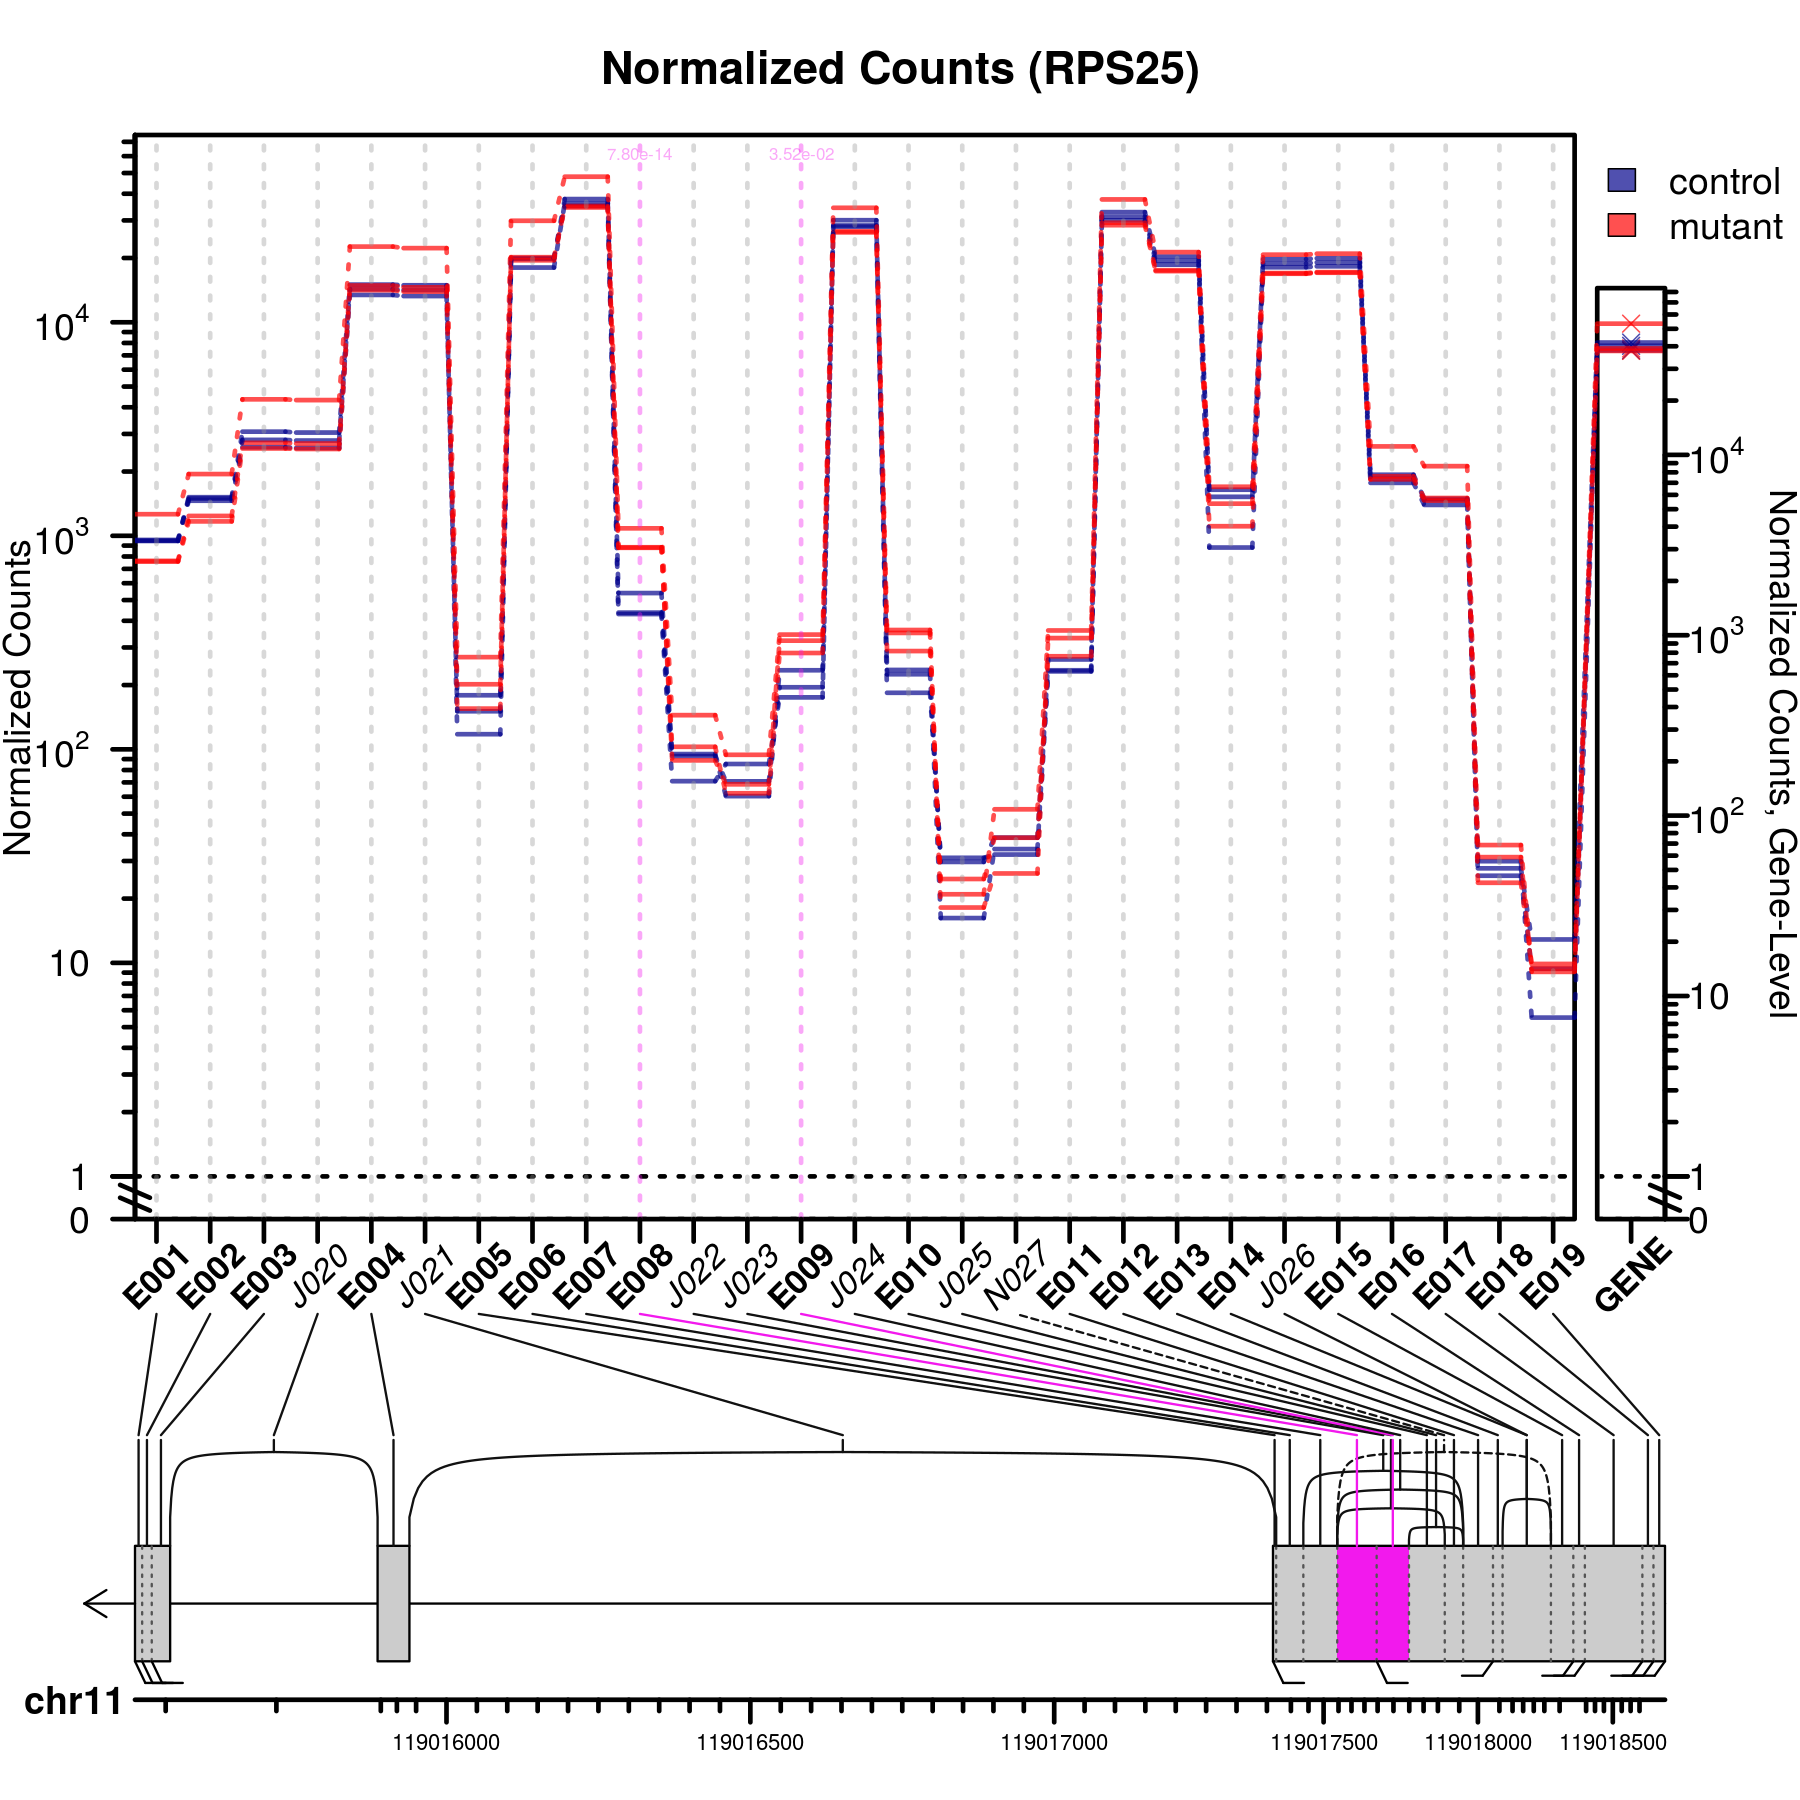 Normalized Counts (RPS25)
7.80e-14
3.52e-02
control
mutant
Normalized Counts
10^4
10^3
10^2
10
1
0
10^4
10^3
10^2
10
1
0
Normalized Counts, Gene-Level
E001 E002 E003 J020 E004 J021 E005 E006 E007 E008 J022 J023 E009 J024 E010 J025 N027 E011 E012 E013 E014 J026 E015 E016 E017 E018 E019 GENE
chr11
119016000 119016500 119017000 119017500 119018000 119018500